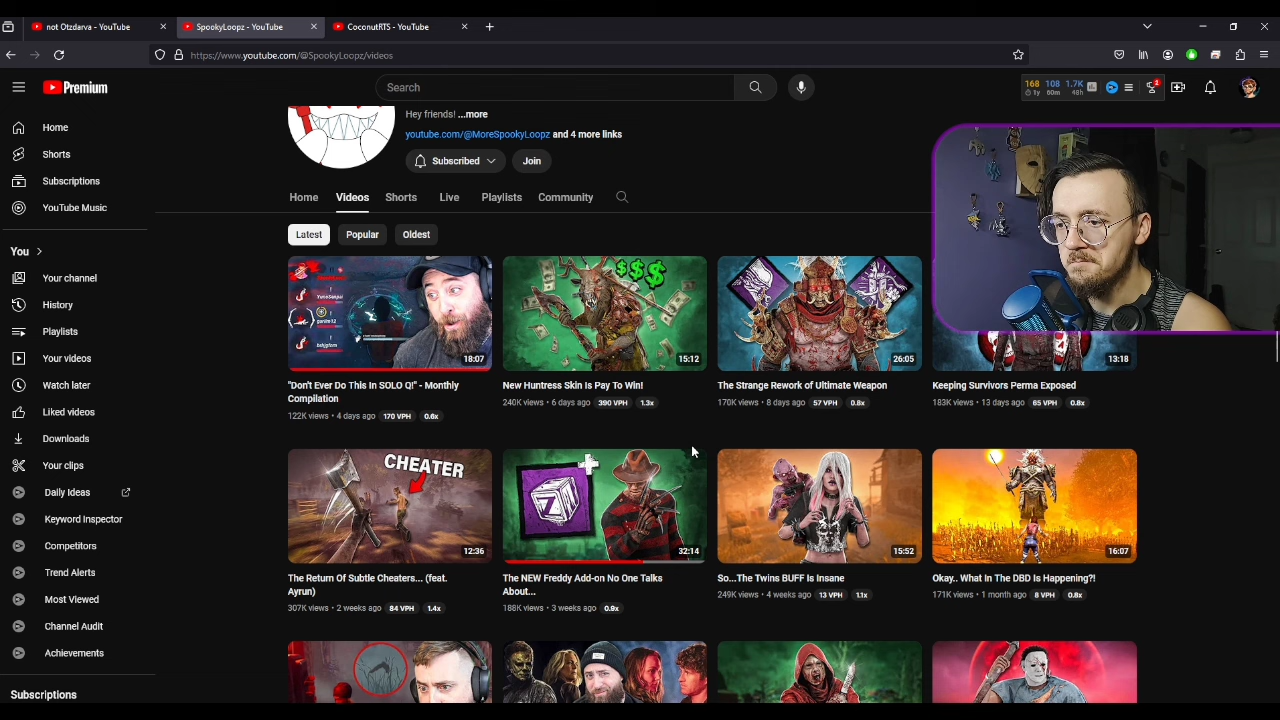 not Otzdarva - YouTube
SpookyLoopz - YouTube
CoconutRTS - YouTube
https://www.youtube.com/@SpookyLoopz/videos
Premium
Search
168 108 1.7K
1y 60m 48h
Hey friends! ...more
youtube.com/@MoreSpookyLoopz and 4 more links
Subscribed
Join
Home Videos Shorts Live Playlists Community
Latest Popular Oldest
Home
Shorts
Subscriptions
YouTube Music
You
Your channel
History
Playlists
Your videos
Watch later
Liked videos
Downloads
Your clips
Daily Ideas
Keyword Inspector
Competitors
Trend Alerts
Most Viewed
Channel Audit
Achievements
Subscriptions
18:07
"Don't Ever Do This In SOLO Q!" - Monthly
Compilation
122K views • 4 days ago 170 VPH 0.6x
$$$
15:12
New Huntress Skin Is Pay To Win!
240K views • 6 days ago 390 VPH 1.3x
26:05
The Strange Rework of Ultimate Weapon
170K views • 8 days ago 57 VPH 0.8x
13:18
Keeping Survivors Perma Exposed
183K views • 13 days ago 65 VPH 0.8x
CHEATER
12:36
The Return Of Subtle Cheaters... (feat.
Ayrun)
307K views • 2 weeks ago 84 VPH 1.4x
32:14
The NEW Freddy Add-on No One Talks
About...
188K views • 3 weeks ago 0.9x
15:52
So...The Twins BUFF Is Insane
249K views • 4 weeks ago 13 VPH 1.1x
16:07
Okay.. What In The DBD Is Happening?!
171K views • 1 month ago 8 VPH 0.8x